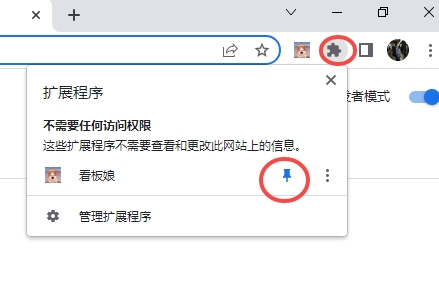 扩展程序
者模式
不需要任何访问权限
这些扩展程序不需要查看和更改此网站上的信息。
看板娘
管理扩展程序